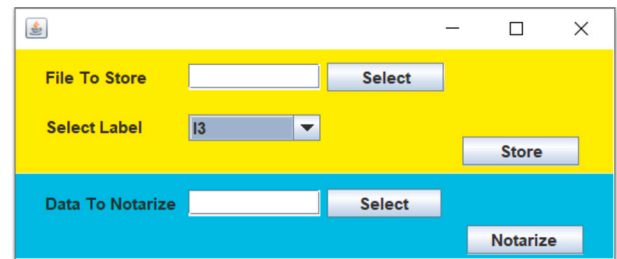 File To Store Select
Select Label l3
Store
Data To Notarize Select
Notarize